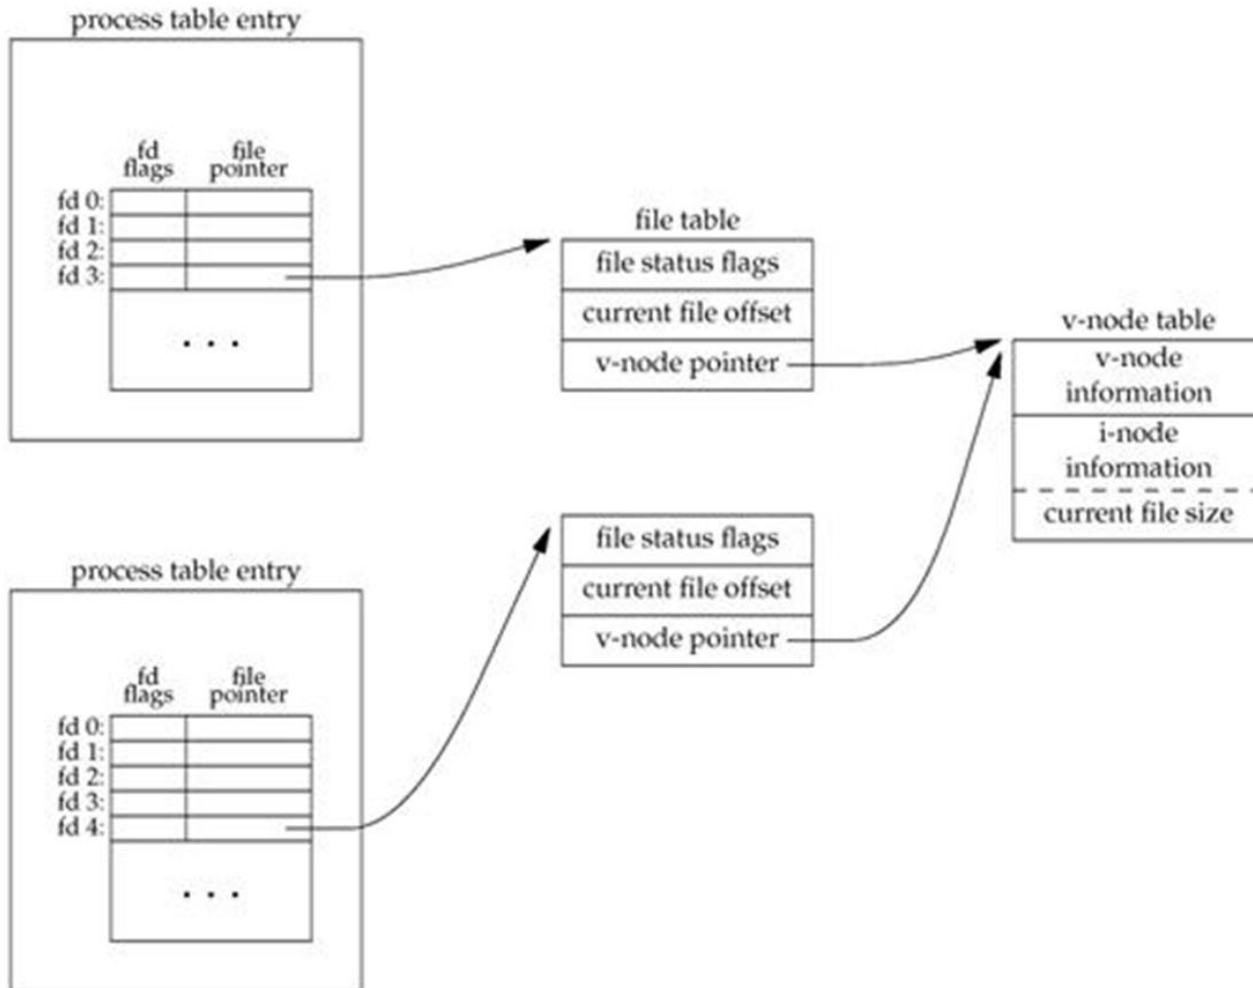 process table entry
fd
flags
file
pointer
fd 0:
fd 1:
fd 2:
fd 3:
. . .
file table
file status flags
current file offset
v-node pointer
v-node table
v-node
information
i-node
information
current file size
file status flags
current file offset
v-node pointer
process table entry
fd
flags
file
pointer
fd 0:
fd 1:
fd 2:
fd 3:
fd 4:
. . .